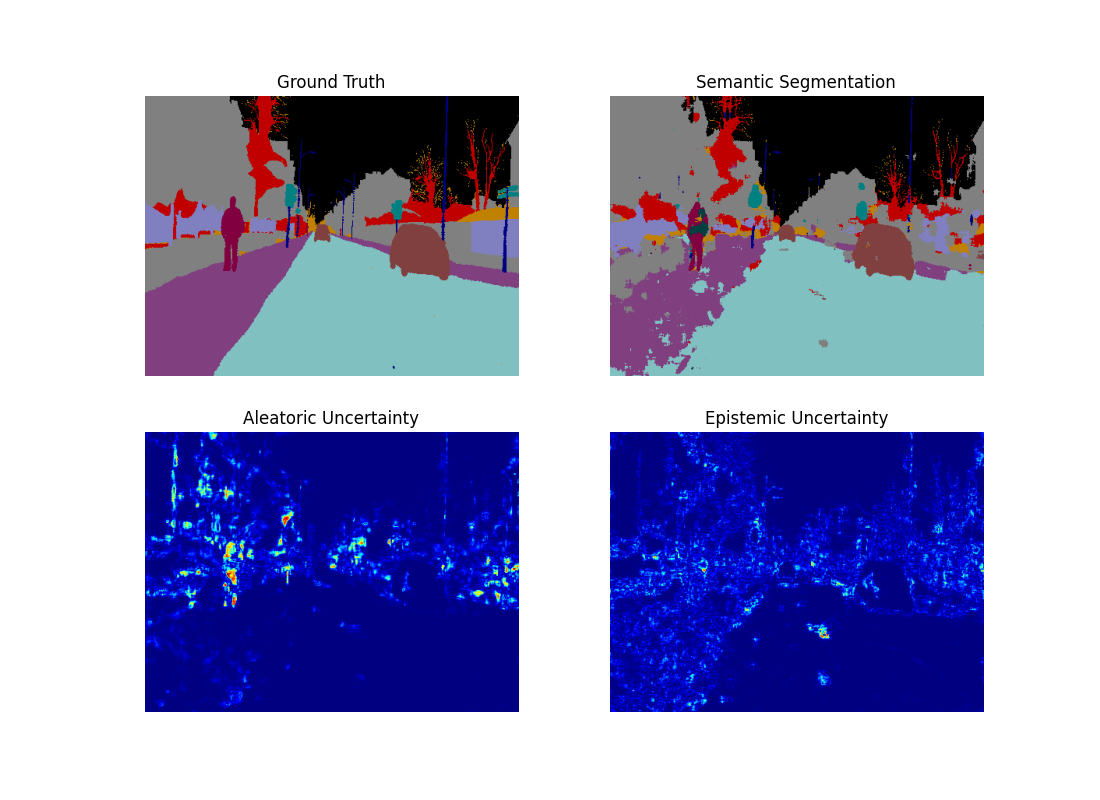 Ground Truth
Semantic Segmentation
Aleatoric Uncertainty
Epistemic Uncertainty